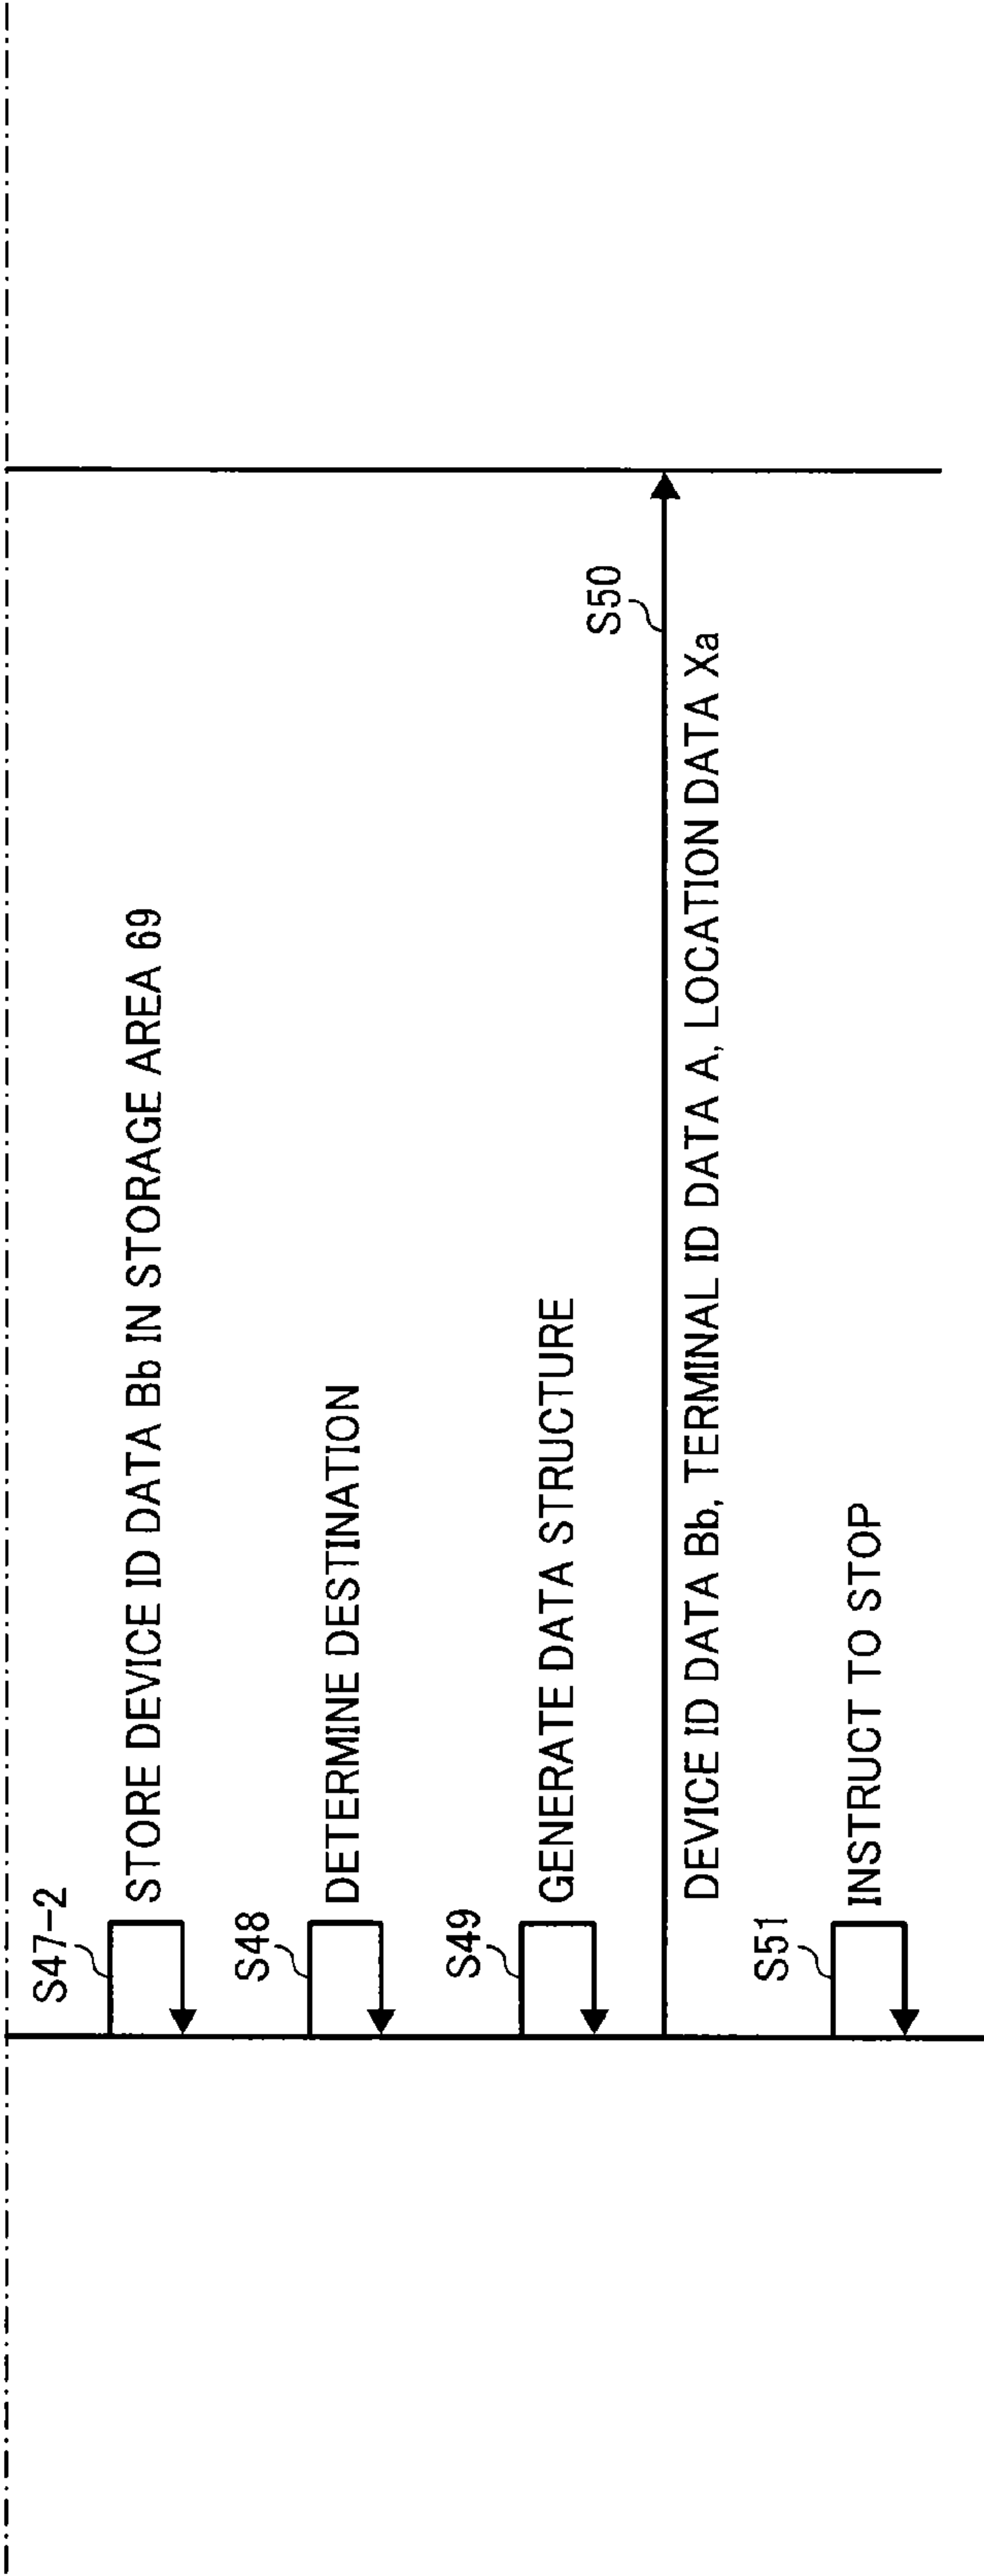 S47-2
STORE DEVICE ID DATA Bb IN STORAGE AREA 69
S48
DETERMINE DESTINATION
S49
GENERATE DATA STRUCTURE
S50
DEVICE ID DATA Bb, TERMINAL ID DATA A, LOCATION DATA Xa
S51
INSTRUCT TO STOP